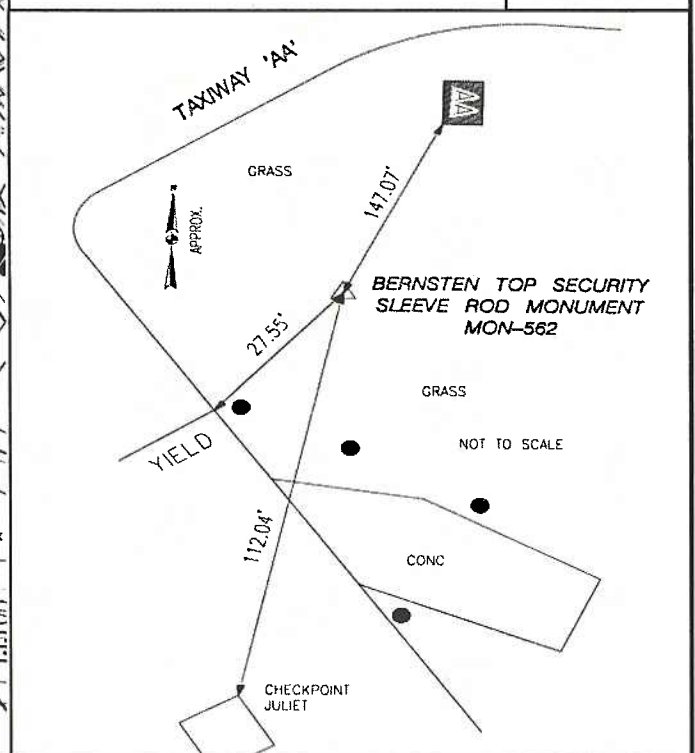 TAXIWAY 'AA'
AA
GRASS
147.07'
APPROX.
BERNSTEN TOP SECURITY
SLEEVE ROD MONUMENT
MON-562
27.55'
GRASS
NOT TO SCALE
YIELD
112.04'
CONC
CHECKPOINT
JULIET